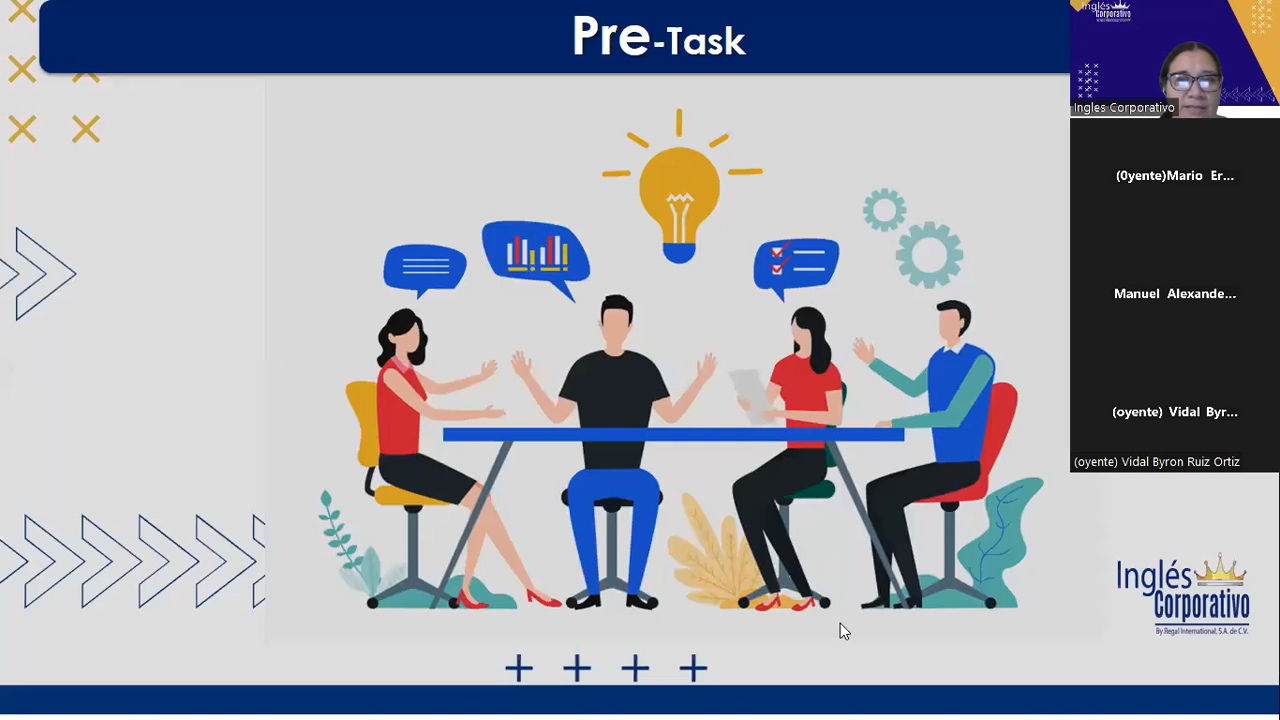 Pre-Task
Inglés
Corporativo
Ingles Corporativo
(0yente)Mario Er...
Manuel Alexande...
(oyente) Vidal Byr...
(oyente) Vidal Byron Ruiz Ortiz
Inglés
Corporativo
By Regal International, S.A. de C.V.